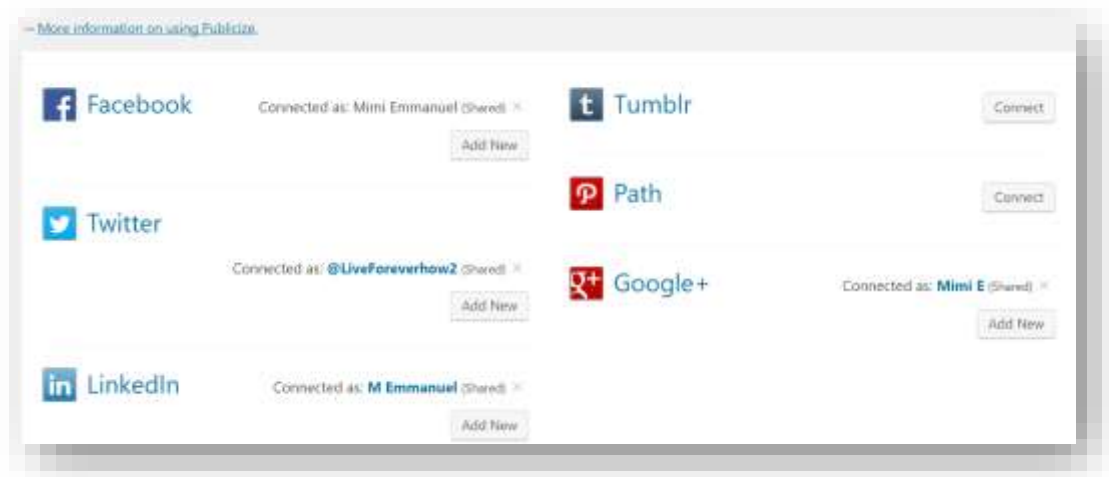 — More information on using Publicize.
Facebook
Connected as: Mimi Emmanuel (Shared) ×
Add New
Twitter
Connected as: @LiveForeverhow2 (Shared) ×
Add New
LinkedIn
Connected as: M Emmanuel (Shared) ×
Add New
Tumblr
Connect
Path
Connect
Google+
Connected as: Mimi E (Shared) ×
Add New